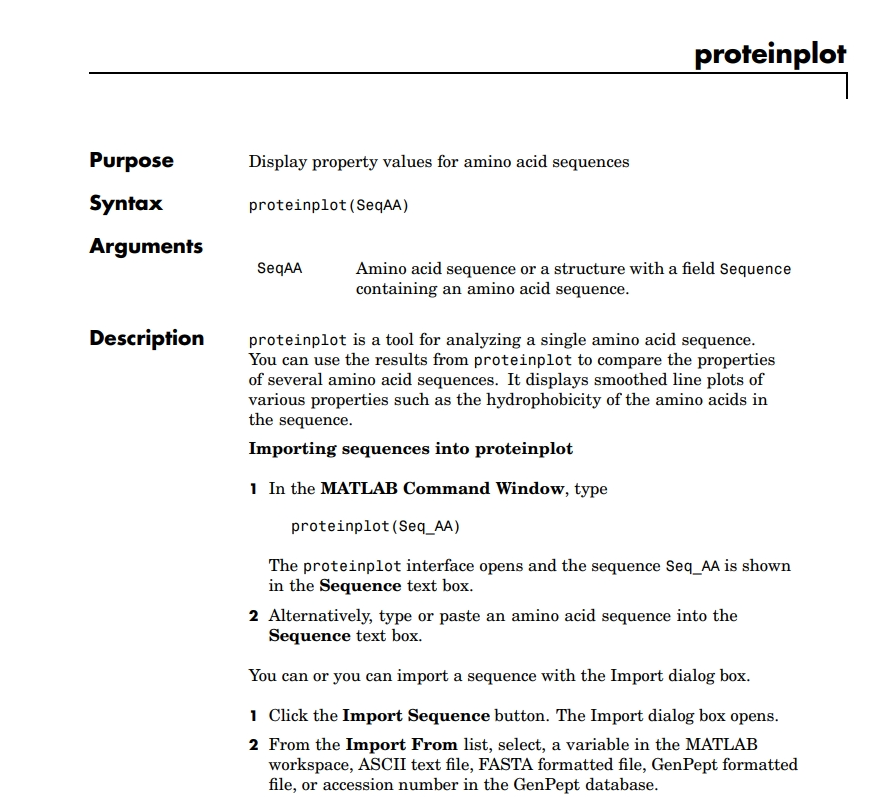 proteinplot
Purpose Display property values for amino acid sequences
Syntax proteinplot(SeqAA)
Arguments
SeqAA Amino acid sequence or a structure with a field Sequence
containing an amino acid sequence.
Description proteinplot is a tool for analyzing a single amino acid sequence.
You can use the results from proteinplot to compare the properties
of several amino acid sequences. It displays smoothed line plots of
various properties such as the hydrophobicity of the amino acids in
the sequence.
Importing sequences into proteinplot
1 In the MATLAB Command Window, type
proteinplot(Seq_AA)
The proteinplot interface opens and the sequence Seq_AA is shown
in the Sequence text box.
2 Alternatively, type or paste an amino acid sequence into the
Sequence text box.
You can or you can import a sequence with the Import dialog box.
1 Click the Import Sequence button. The Import dialog box opens.
2 From the Import From list, select, a variable in the MATLAB
workspace, ASCII text file, FASTA formatted file, GenPept formatted
file, or accession number in the GenPept database.